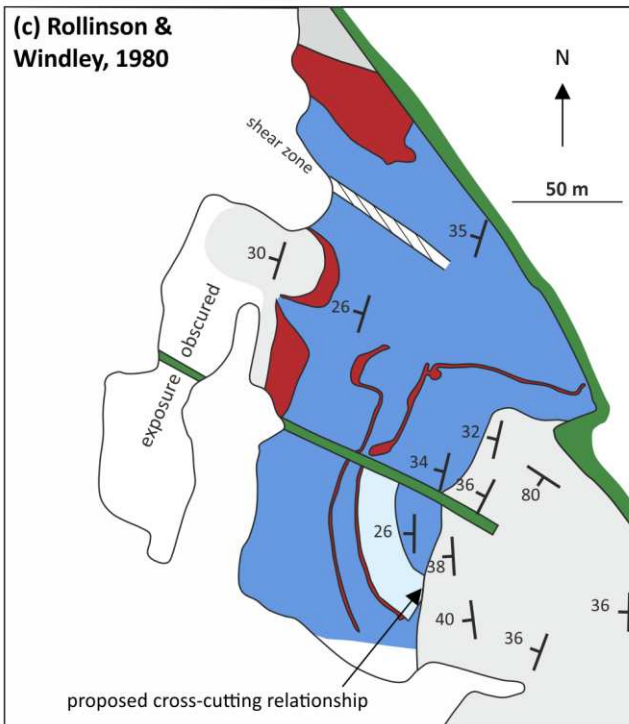 (c) Rollinson &
Windley, 1980
N
50 m
shear zone
35
30
26
exposure obscured
32
34
36
80
26
38
40
36
36
proposed cross-cutting relationship